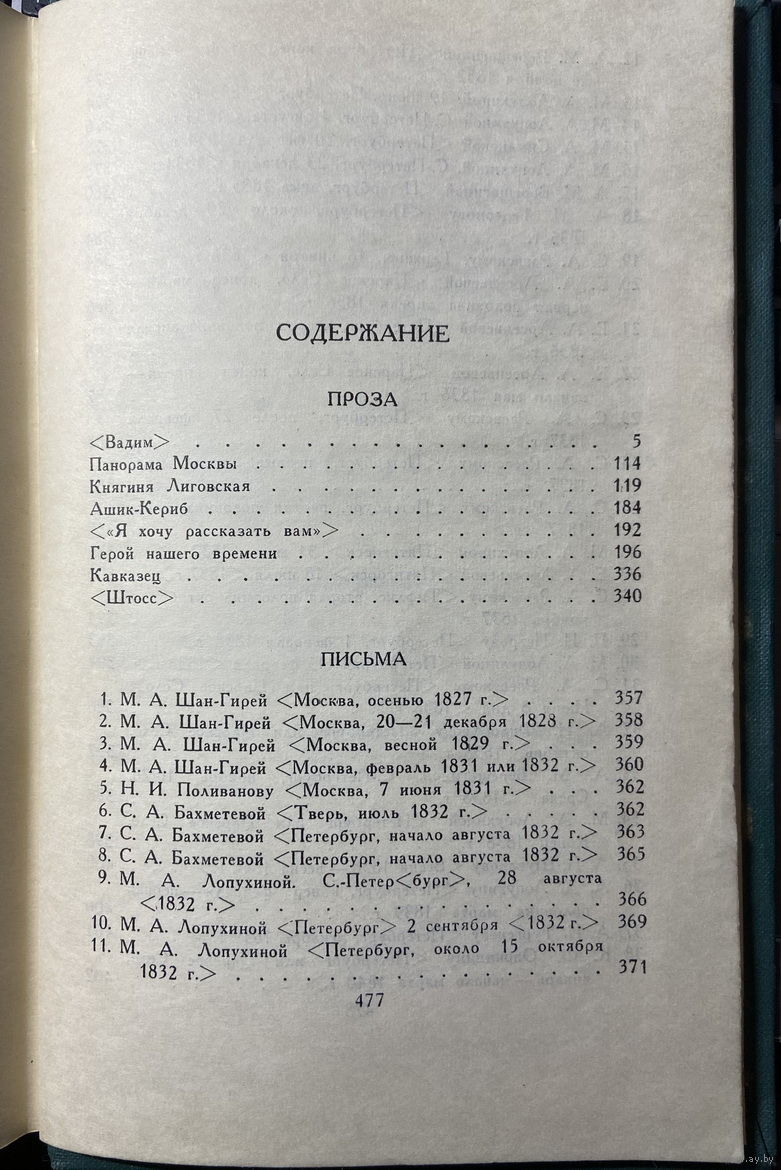 СОДЕРЖАНИЕ
ПРОЗА
<Вадим> . . . . . . . . . . . . . . . . 5
Панорама Москвы . . . . . . . . . . . . . 114
Княгиня Лиговская . . . . . . . . . . . . 119
Ашик-Кериб . . . . . . . . . . . . . . . 184
<«Я хочу рассказать вам»> . . . . . . . . . 192
Герой нашего времени . . . . . . . . . . . 196
Кавказец . . . . . . . . . . . . . . . . 336
<Штосс> . . . . . . . . . . . . . . . . 340
ПИСЬМА
1. М. А. Шан-Гирей <Москва, осенью 1827 г.> . . . . 357
2. М. А. Шан-Гирей <Москва, 20—21 декабря 1828 г.> 358
3. М. А. Шан-Гирей <Москва, весной 1829 г.> . . . 359
4. М. А. Шан-Гирей <Москва, февраль 1831 или 1832 г.> 360
5. Н. И. Поливанову <Москва, 7 июня 1831 г.> . . . 362
6. С. А. Бахметевой <Тверь, июль 1832 г.> . . . . . 362
7. С. А. Бахметевой <Петербург, начало августа 1832 г.> 363
8. С. А. Бахметевой <Петербург, начало августа 1832 г.> 365
9. М. А. Лопухиной. С.-Петер<бург>, 28 августа
<1832 г.> . . . . . . . . . . . . . . 366
10. М. А. Лопухиной <Петербург> 2 сентября <1832 г.> 369
11. М. А. Лопухиной <Петербург, около 15 октября
1832 г.> . . . . . . . . . . . . . . . 371
477